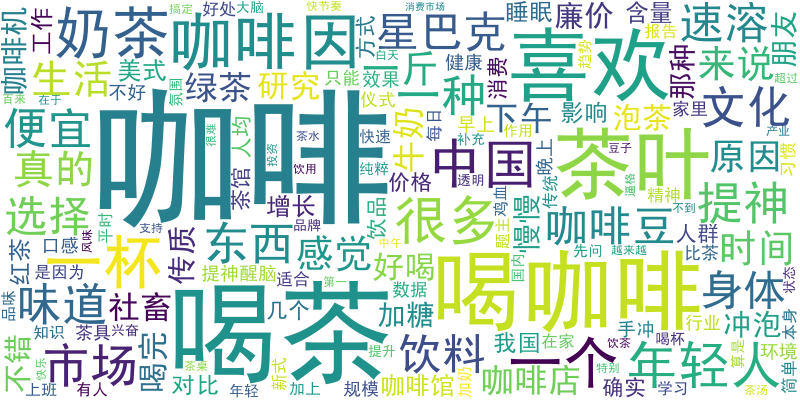 搞定 好处 大脑 快节奏 消费市场 睡眠 廉价 含量 速溶 朋友
咖啡机 工作 奶茶 咖啡因 方式 星巴克 健康 报告
生活 美式 绿茶 研究 只能 效果 一斤 喜欢 趋势 那种 来说 超过
百来 在于 不好 氛围 仪式 白天 一种 消费 家里
便宜 咖啡 很难 茶水 快速 牛奶 每日 早上 作用 下午 影响 泡茶 文化
真的 人均 投资 饮用 纯粹 补充 中国 晚上 豆子 茶叶 原因 产品 习惯
选择 茶馆 增长 品牌 价格 透明 鸡血 传统 逼格 精神 提神
平时 支持 中午 饮品 很多 慢慢 题主 咖啡豆 不到 人群 时间
红茶 口感 风味 传质 东西 感觉 国内 先问 越来越 比茶 状态
是因为 一杯 提神醒脑 适合 第一 好喝 喝咖啡 身体
品味 味道 社畜 喝茶 几个 数据 加糖 我国 在家 手冲 行业 冲泡 本身
知识 茶具 兴奋 提升 饮料 一个 饮茶 喝杯 年轻人 环境
不错 市场 喝完 茶桌 新式 咖啡馆 加奶 咖啡店 特别 算是 简单
快乐 上班 有人 对比 年轻 加上 规模 确实 学习 茶汤